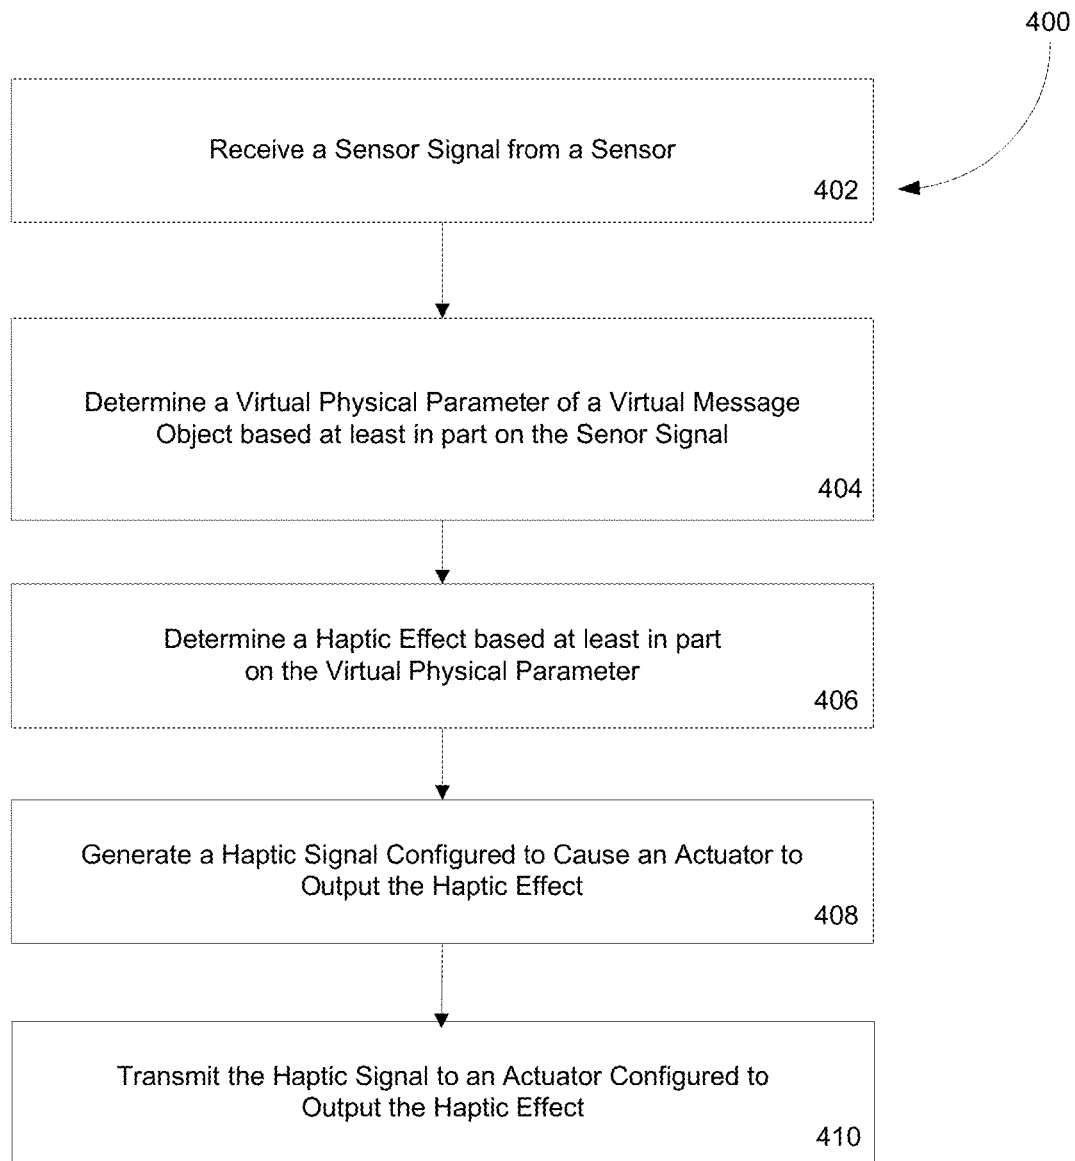 400
Receive a Sensor Signal from a Sensor
402
Determine a Virtual Physical Parameter of a Virtual Message
Object based at least in part on the Senor Signal
404
Determine a Haptic Effect based at least in part
on the Virtual Physical Parameter
406
Generate a Haptic Signal Configured to Cause an Actuator to
Output the Haptic Effect
408
Transmit the Haptic Signal to an Actuator Configured to
Output the Haptic Effect
410